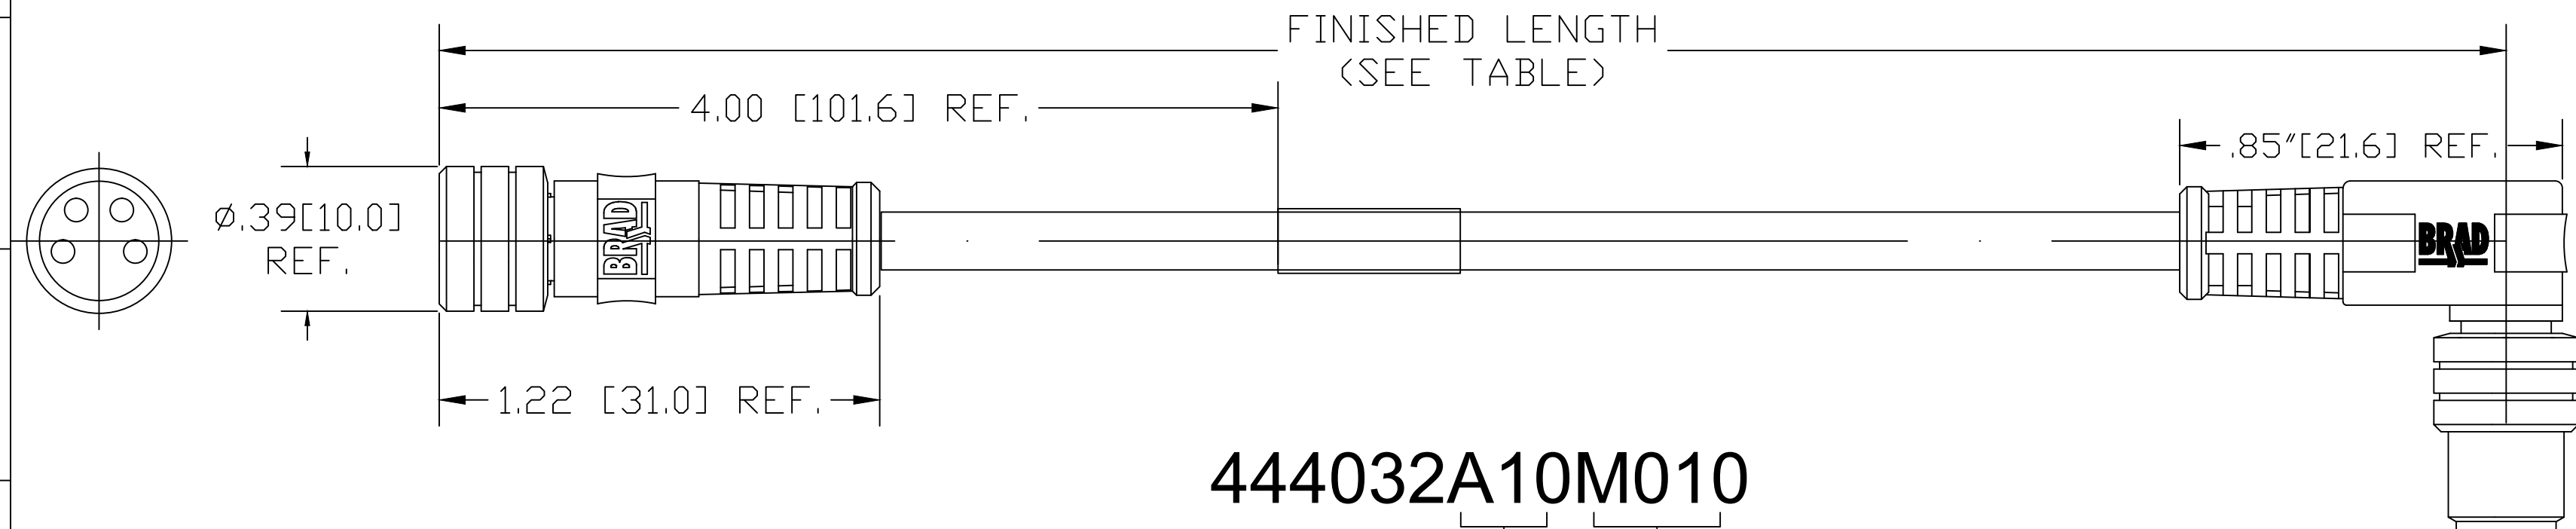 FINISHED LENGTH
(SEE TABLE)
4.00 [101.6] REF.
.85"[21.6] REF.
Ø.39[10.0]
REF.
BRAD
BRAD
1.22 [31.0] REF.
444032A10M010